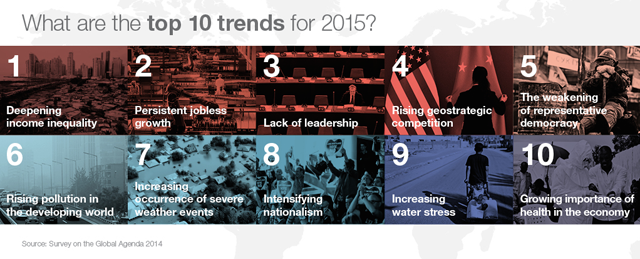 What are the top 10 trends for 2015?
1
Deepening
income inequality
2
Persistent jobless
growth
3
Lack of leadership
4
Rising geostrategic
competition
5
The weakening
of representative
democracy
6
Rising pollution in
the developing world
7
Increasing
occurrence of severe
weather events
8
Intensifying
nationalism
9
Increasing
water stress
10
Growing importance of
health in the economy
Source: Survey on the Global Agenda 2014